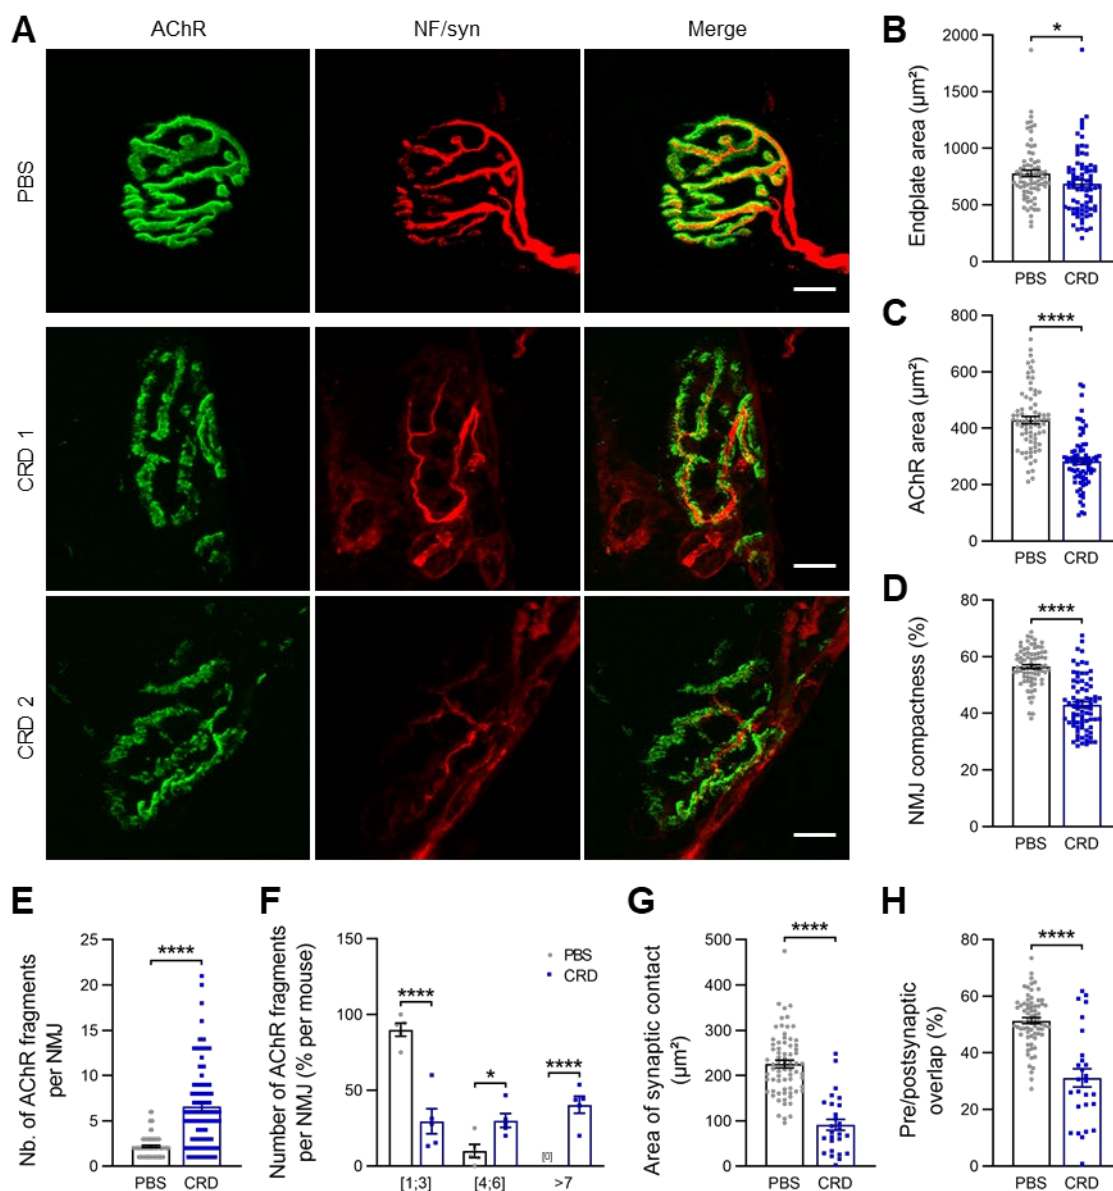 A
AChR
NF/syn
Merge
PBS
CRD 1
CRD 2
B
Endplate area (µm²)
2000
1500
1000
500
0
*
PBS
CRD
C
AChR area (µm²)
800
600
400
200
0
****
PBS
CRD
D
NMJ compactness (%)
80
60
40
20
0
****
PBS
CRD
E
Nb. of AChR fragments
per NMJ
25
20
15
10
5
0
****
PBS
CRD
F
Number of AChR fragments
per NMJ (% per mouse)
150
100
50
0
PBS
CRD
****
*
****
[0]
[1;3]
[4;6]
>7
G
Area of synaptic contact
(µm²)
500
400
300
200
100
0
****
PBS
CRD
H
Pre/postsynaptic
overlap (%)
80
60
40
20
0
****
PBS
CRD